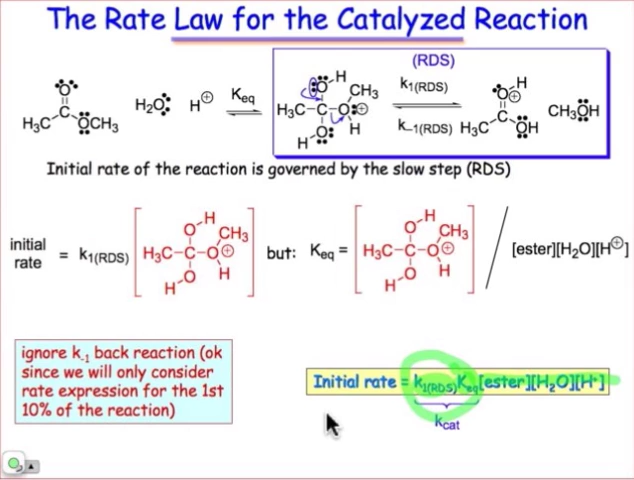 The Rate Law for the Catalyzed Reaction
(RDS)
O
H3C OCH3 H2O H⊕ Keq
O-H CH3 H3C-C-O⊕ H O H
k1(RDS)
k-1(RDS)
O H ⊕ H3C OH CH3OH
Initial rate of the reaction is governed by the slow step (RDS)
initial rate = k1(RDS) [H3C-C-O⊕ O-H CH3 H O H] but: Keq = [H3C-C-O⊕ O-H CH3 H O H] / [ester][H2O][H⊕]
ignore k-1 back reaction (ok
since we will only consider
rate expression for the 1st
10% of the reaction)
Initial rate = k1(RDS)Keq[ester][H2O][H+]
kcat